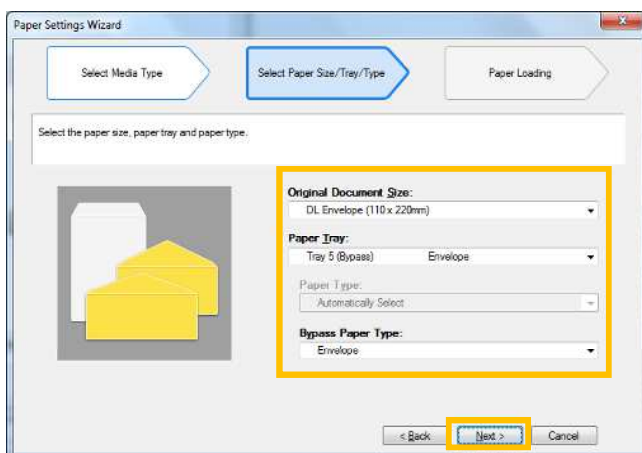 Paper Settings Wizard
X
Select Media Type
Select Paper Size/Tray/Type
Paper Loading
Select the paper size, paper tray and paper type.
Original Document Size:
DL Envelope (110 x 220mm)
Paper Tray:
Tray 5 (Bypass) Envelope
Paper Type:
Automatically Select
Bypass Paper Type:
Envelope
< Back Next > Cancel